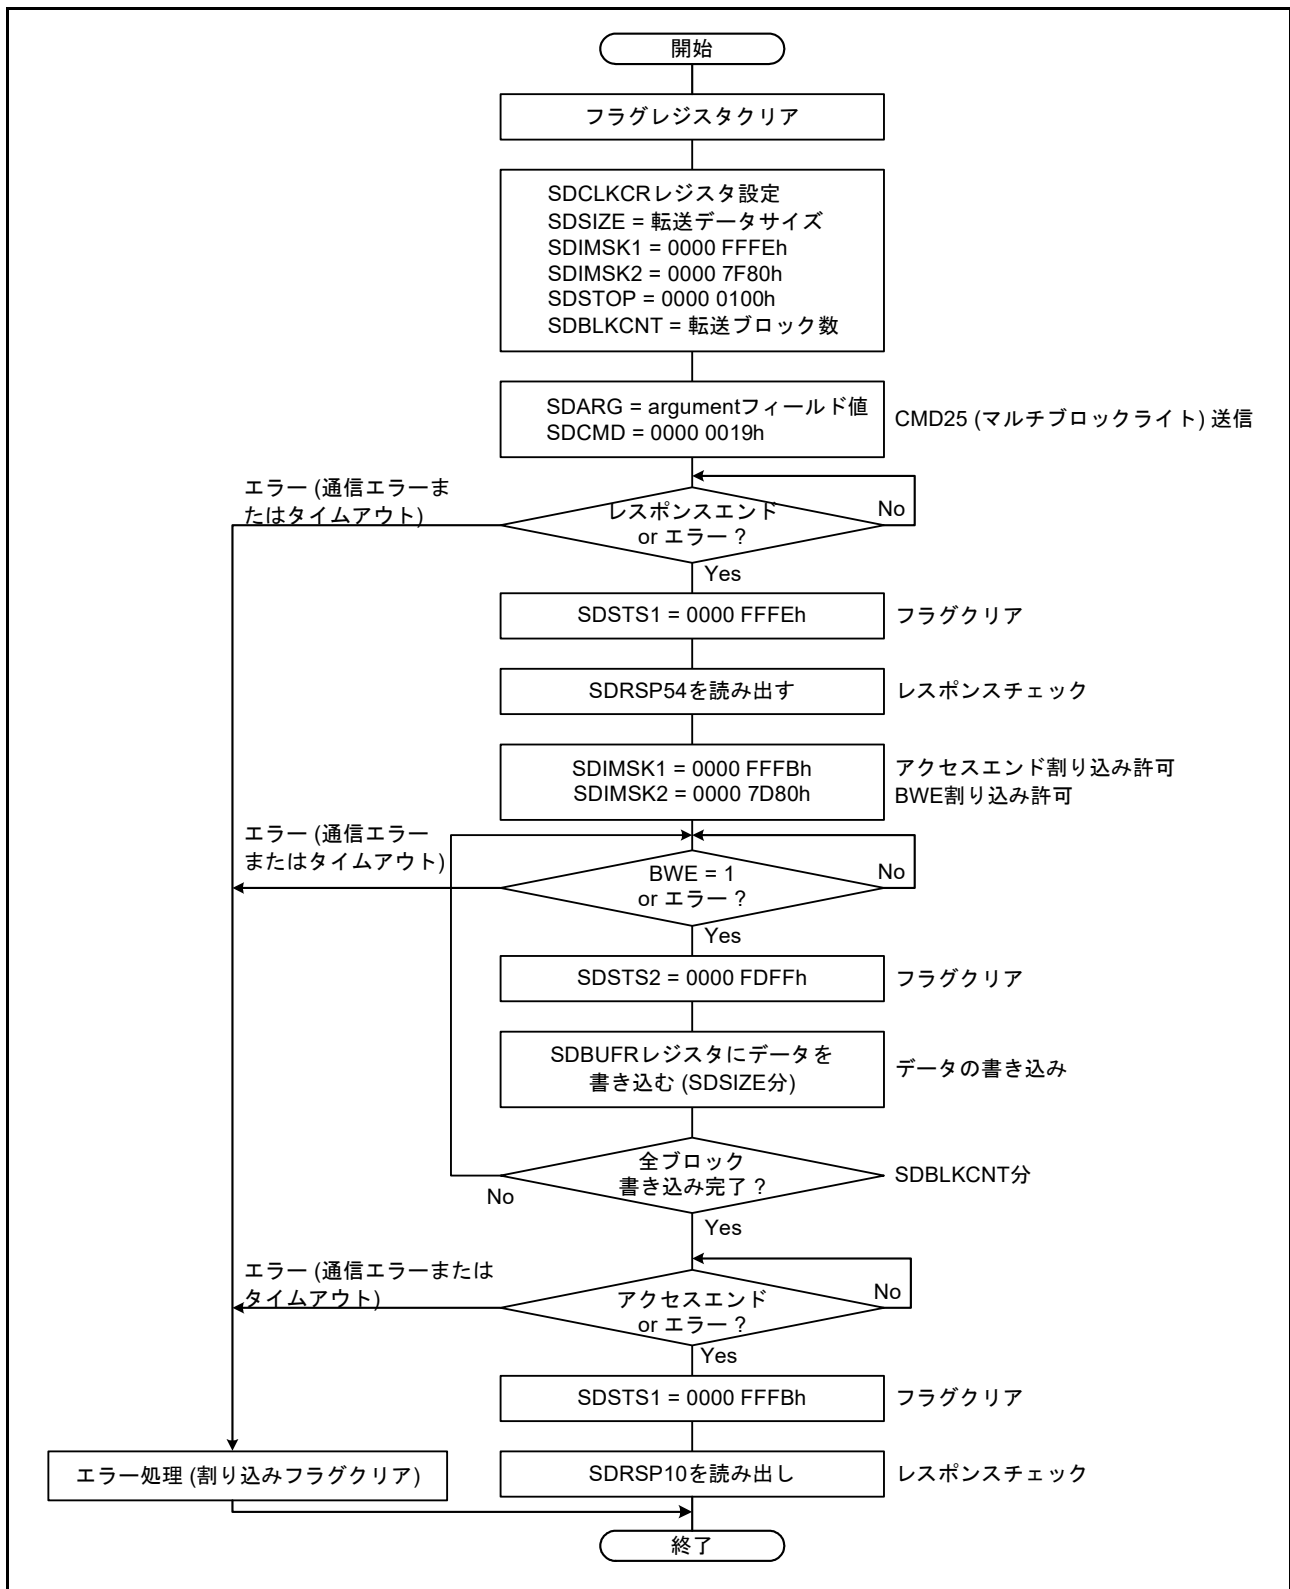 開始
フラグレジスタクリア
SDCLKCRレジスタ設定
SDSIZE = 転送データサイズ
SDIMSK1 = 0000 FFFEh
SDIMSK2 = 0000 7F80h
SDSTOP = 0000 0100h
SDBLKCNT = 転送ブロック数
SDARG = argumentフィールド値
SDCMD = 0000 0019h
CMD25 (マルチブロックライト) 送信
エラー (通信エラーま
たはタイムアウト)
レスポンスエンド
or エラー ?
No
Yes
SDSTS1 = 0000 FFFEh
フラグクリア
SDRSP54を読み出す
レスポンスチェック
SDIMSK1 = 0000 FFFBh
SDIMSK2 = 0000 7D80h
アクセスエンド割り込み許可
BWE割り込み許可
エラー (通信エラー
またはタイムアウト)
BWE = 1
or エラー ?
No
Yes
SDSTS2 = 0000 FDFFh
フラグクリア
SDBUFRレジスタにデータを
書き込む (SDSIZE分)
データの書き込み
全ブロック
書き込み完了 ?
SDBLKCNT分
No
Yes
エラー (通信エラーまたは
タイムアウト)
アクセスエンド
or エラー ?
No
Yes
SDSTS1 = 0000 FFFBh
フラグクリア
エラー処理 (割り込みフラグクリア)
SDRSP10を読み出し
レスポンスチェック
終了